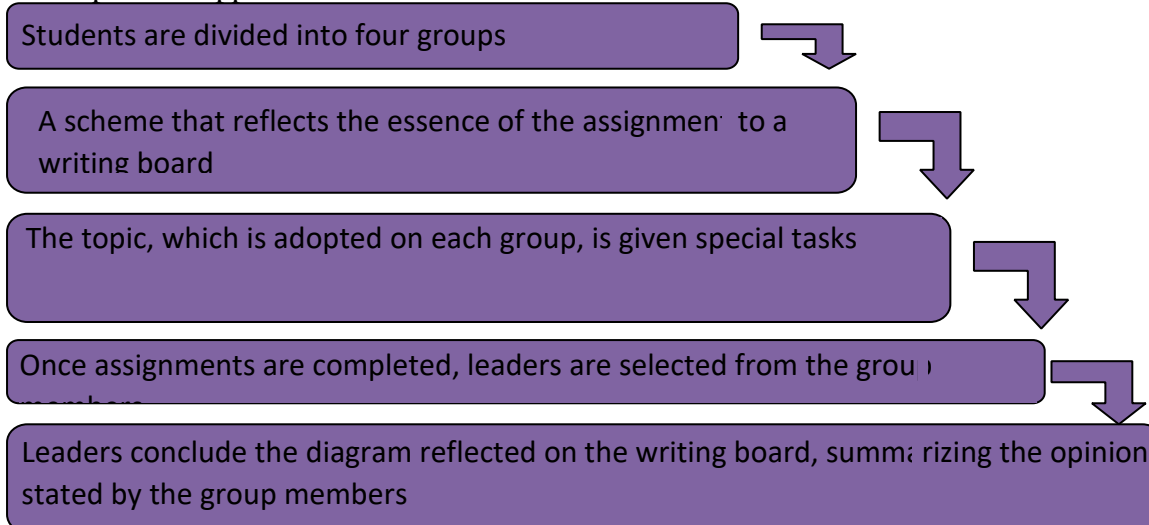 Students are divided into four groups
A scheme that reflects the essence of the assignment to a
writing board
The topic, which is adopted on each group, is given special tasks
Once assignments are completed, leaders are selected from the group
members
Leaders conclude the diagram reflected on the writing board, summarizing the opinion
stated by the group members